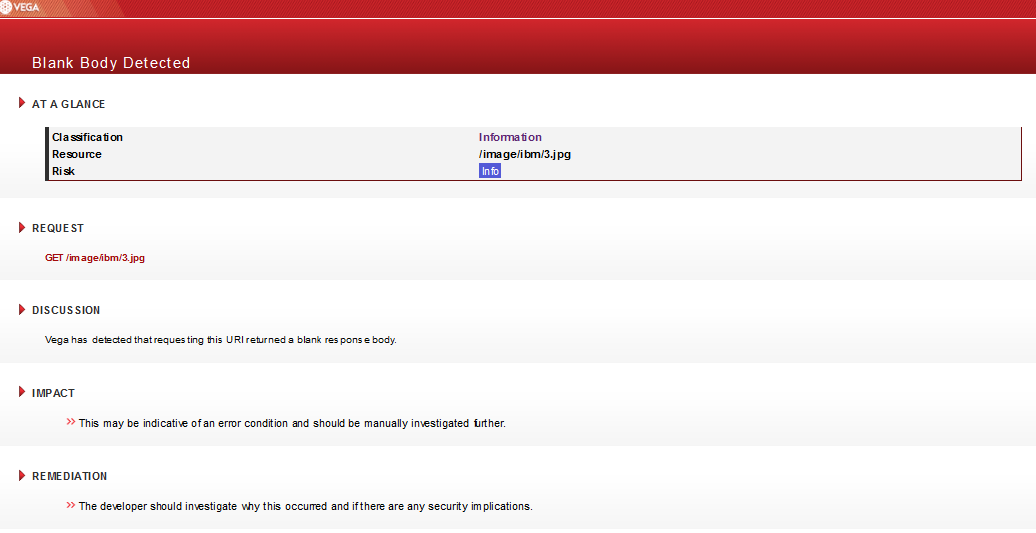 VEGA
Blank Body Detected
AT A GLANCE
Classification Information
Resource /image/ibm/3.jpg
Risk Info
REQUEST
GET /image/ibm/3.jpg
DISCUSSION
Vega has detected that requesting this URI returned a blank response body.
IMPACT
>> This may be indicative of an error condition and should be manually investigated further.
REMEDIATION
>> The developer should investigate why this occurred and if there are any security implications.